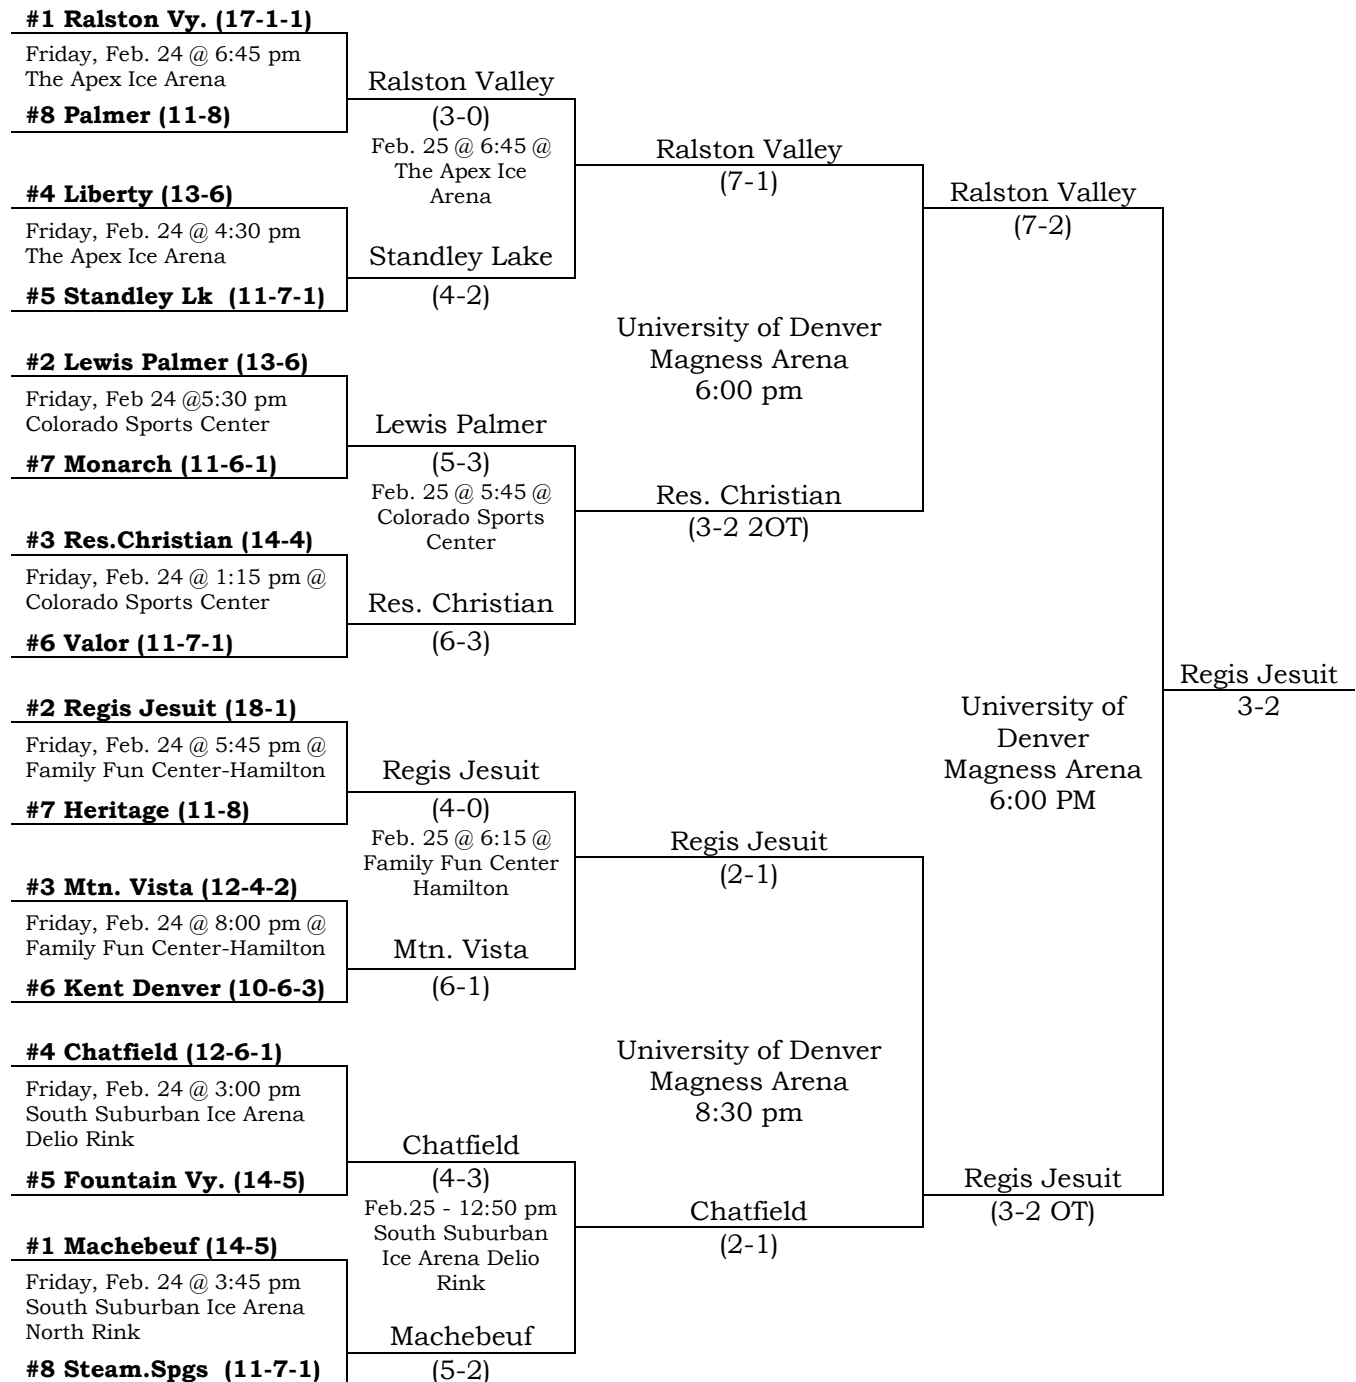 #1 Ralston Vy. (17-1-1)
Friday, Feb. 24 @ 6:45 pm
The Apex Ice Arena
#8 Palmer (11-8)
#4 Liberty (13-6)
Friday, Feb. 24 @ 4:30 pm
The Apex Ice Arena
#5 Standley Lk  (11-7-1)
#2 Lewis Palmer (13-6)
Friday, Feb 24 @5:30 pm
Colorado Sports Center
#7 Monarch (11-6-1)
#3 Res.Christian (14-4)
Friday, Feb. 24 @ 1:15 pm @
Colorado Sports Center
#6 Valor (11-7-1)
#2 Regis Jesuit (18-1)
Friday, Feb. 24 @ 5:45 pm @
Family Fun Center-Hamilton
#7 Heritage (11-8)
#3 Mtn. Vista (12-4-2)
Friday, Feb. 24 @ 8:00 pm @
Family Fun Center-Hamilton
#6 Kent Denver (10-6-3)
#4 Chatfield (12-6-1)
Friday, Feb. 24 @ 3:00 pm
South Suburban Ice Arena
Delio Rink
#5 Fountain Vy. (14-5)
#1 Machebeuf (14-5)
Friday, Feb. 24 @ 3:45 pm
South Suburban Ice Arena
North Rink
#8 Steam.Spgs  (11-7-1)
Ralston Valley
(3-0)
Feb. 25 @ 6:45 @
The Apex Ice
Arena
Standley Lake
(4-2)
Lewis Palmer
(5-3)
Feb. 25 @ 5:45 @
Colorado Sports
Center
Res. Christian
(6-3)
Regis Jesuit
(4-0)
Feb. 25 @ 6:15 @
Family Fun Center
Hamilton
Mtn. Vista
(6-1)
Chatfield
(4-3)
Feb.25 - 12:50 pm
South Suburban
Ice Arena Delio
Rink
Machebeuf
(5-2)
Ralston Valley
(7-1)
University of Denver
Magness Arena
6:00 pm
Res. Christian
(3-2 2OT)
Regis Jesuit
(2-1)
University of Denver
Magness Arena
8:30 pm
Chatfield
(2-1)
Ralston Valley
(7-2)
University of
Denver
Magness Arena
6:00 PM
Regis Jesuit
(3-2 OT)
Regis Jesuit
3-2